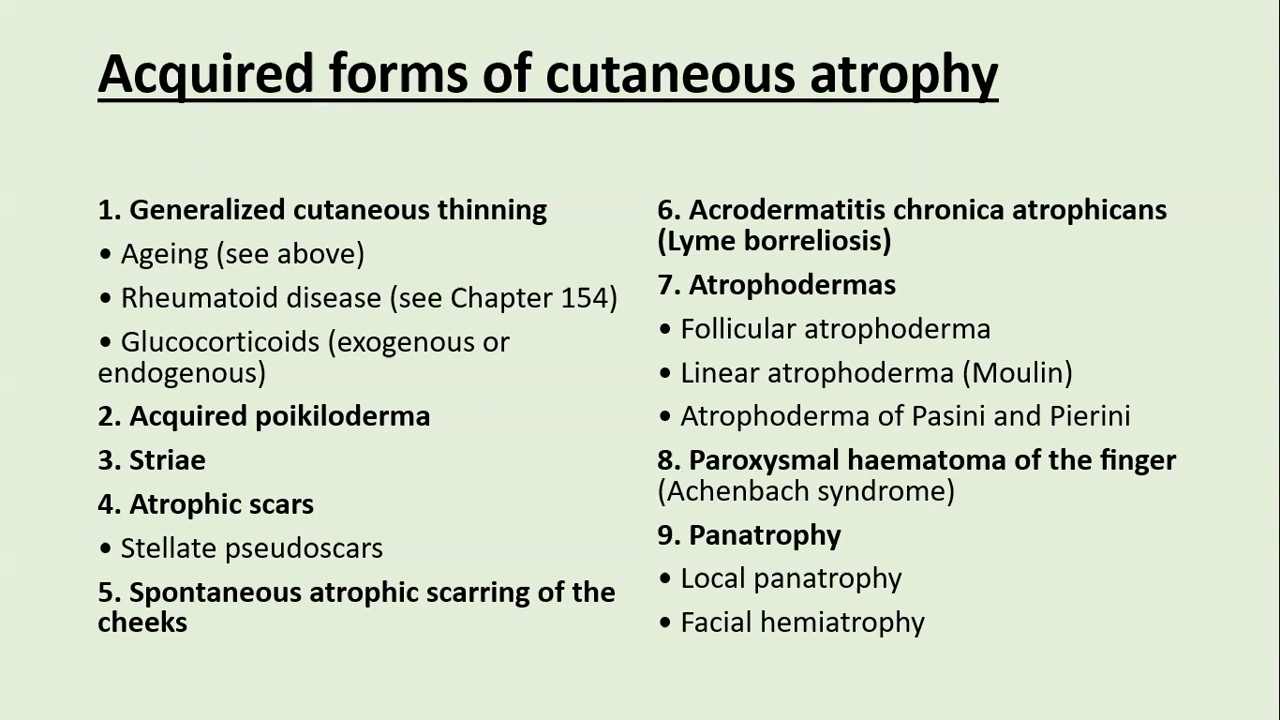 Acquired forms of cutaneous atrophy
1. Generalized cutaneous thinning
• Ageing (see above)
• Rheumatoid disease (see Chapter 154)
• Glucocorticoids (exogenous or
endogenous)
2. Acquired poikiloderma
3. Striae
4. Atrophic scars
• Stellate pseudoscars
5. Spontaneous atrophic scarring of the
cheeks
6. Acrodermatitis chronica atrophicans
(Lyme borreliosis)
7. Atrophodermas
• Follicular atrophoderma
• Linear atrophoderma (Moulin)
• Atrophoderma of Pasini and Pierini
8. Paroxysmal haematoma of the finger
(Achenbach syndrome)
9. Panatrophy
• Local panatrophy
• Facial hemiatrophy